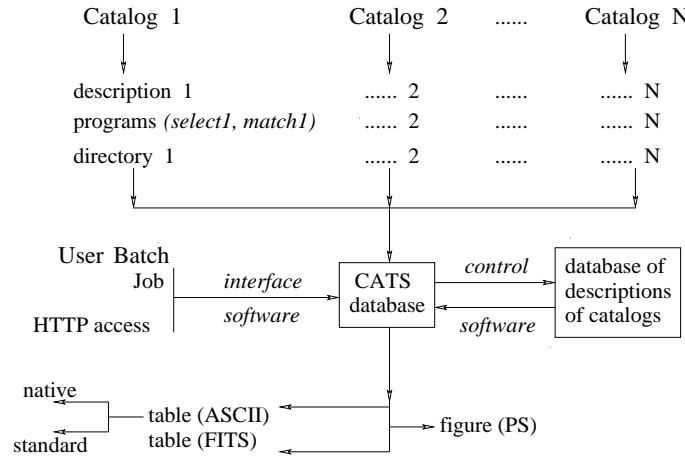 Catalog 1 Catalog 2 ...... Catalog N
description 1 ...... 2 ...... ...... N
programs (select1, match1) ...... 2 ...... ...... N
directory 1 ...... 2 ...... ...... N
User Batch
Job
HTTP access
interface
software
CATS
database
control
software
database of
descriptions
of catalogs
native
standard
table (ASCII)
table (FITS)
figure (PS)